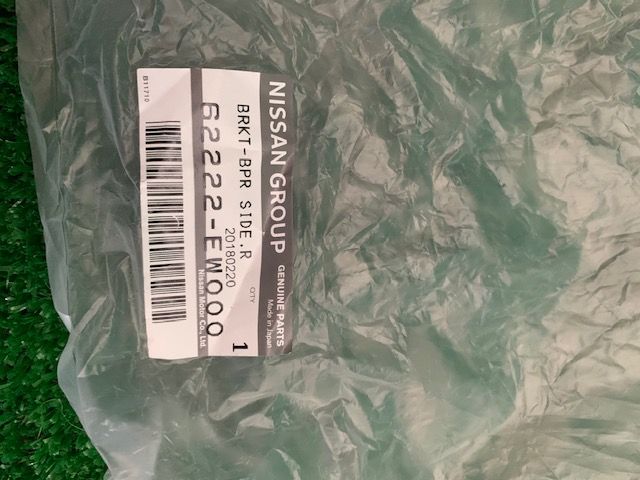 NISSAN GROUP GENUINE PARTS
Made in Japan
BRKT-BPR SIDE,R
20180220
QTY 1
62222-EW000
Nissan Motor Co., Ltd.
B11710